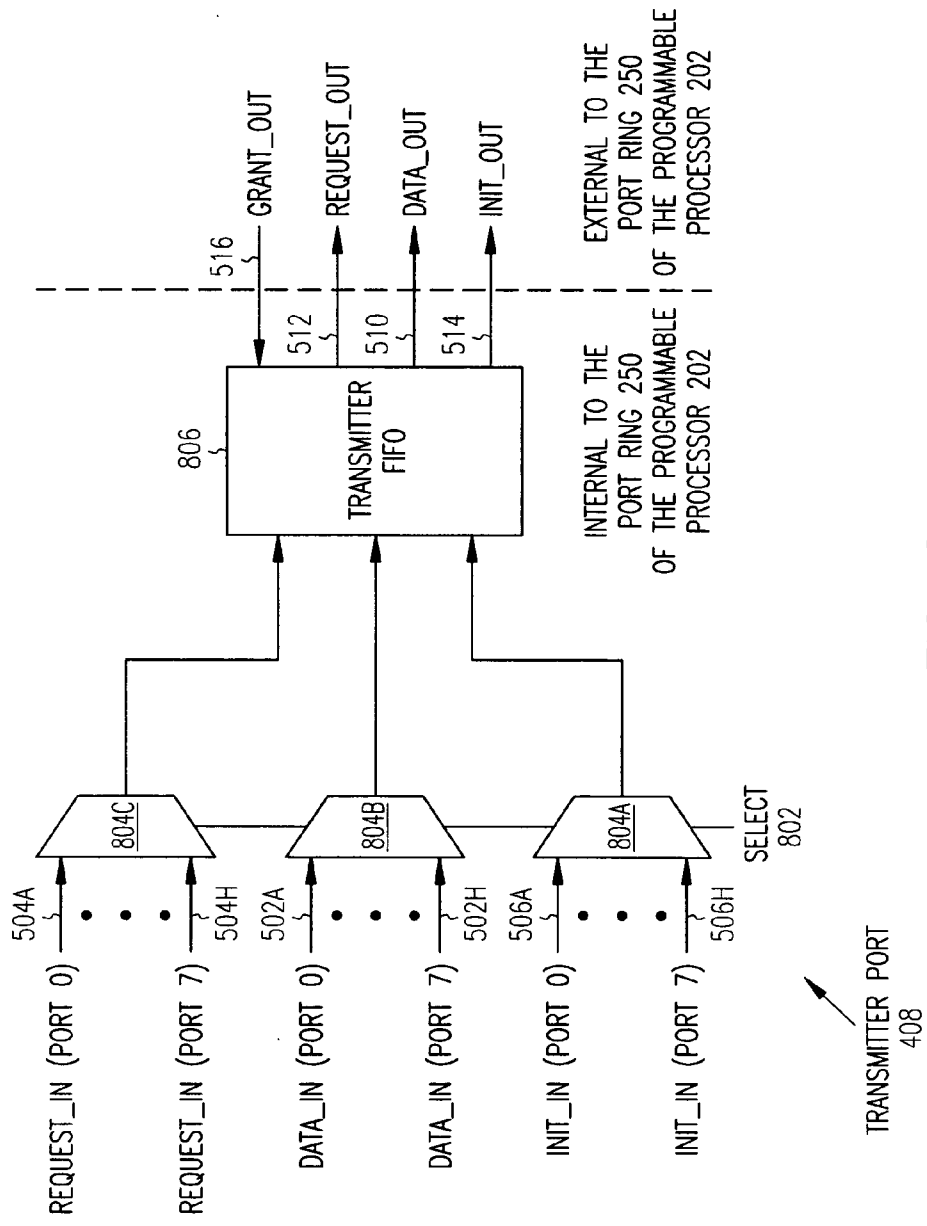 REQUEST_IN (PORT 0)
504A
REQUEST_IN (PORT 7)
504H
804C
DATA_IN (PORT 0)
502A
DATA_IN (PORT 7)
502H
804B
INIT_IN (PORT 0)
506A
INIT_IN (PORT 7)
506H
804A
SELECT
802
806
TRANSMITTER
FIFO
516
GRANT_OUT
512
REQUEST_OUT
510
DATA_OUT
514
INIT_OUT
INTERNAL TO THE
PORT RING 250
OF THE PROGRAMMABLE
PROCESSOR 202
EXTERNAL TO THE
PORT RING 250
OF THE PROGRAMMABLE
PROCESSOR 202
TRANSMITTER PORT
408